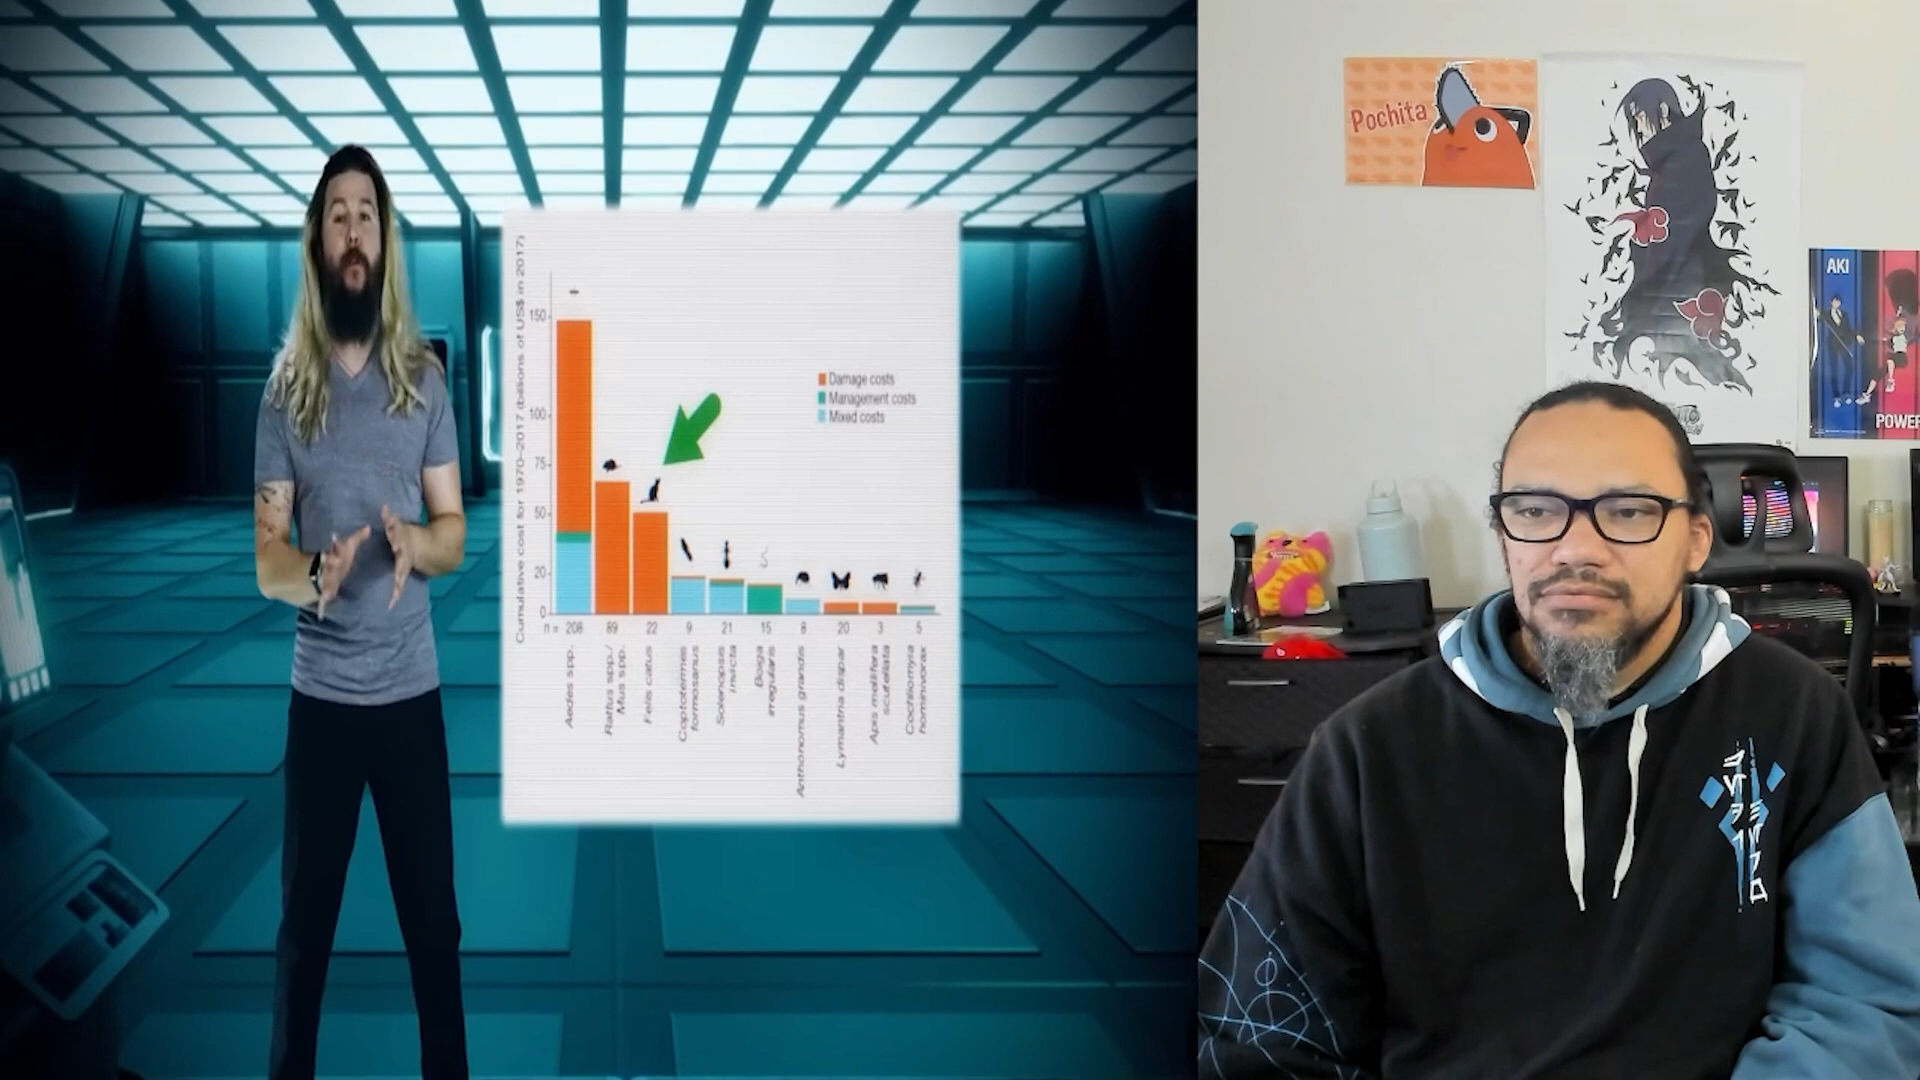 Cumulative cost for 1970–2017 (billions of US$ in 2017)
150
100
75
50
20
0
Damage costs
Management costs
Mixed costs
n = 208 89 22 9 21 15 8 20 3 5
Aedes spp.
Rattus spp./
Mus spp.
Felis catus
Coptotermes
formosanus
Solenopsis
invicta
Boiga
irregularis
Anthonomus grandis
Lymantria dispar
Apis mellifera
scutellata
Cochliomyia
hominivorax
Pochita
AKI
POWER